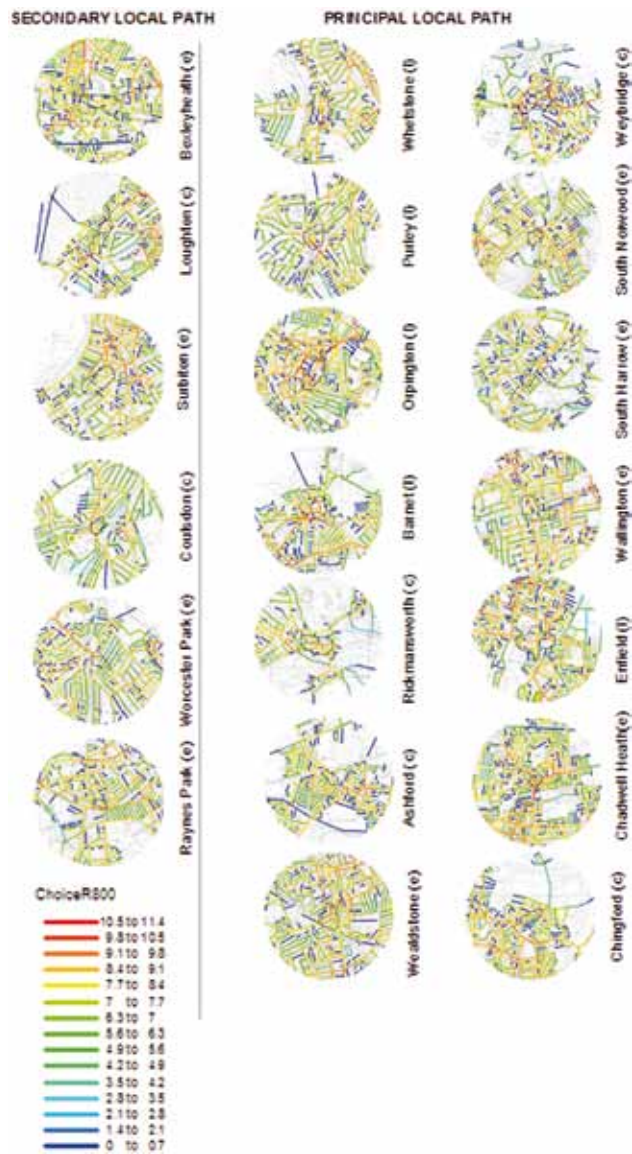 SECONDARY LOCAL PATH
PRINCIPAL LOCAL PATH
Bexleyheath (e)
Loughton (c)
Surbiton (e)
Coulsdon (c)
Worcester Park (e)
Raynes Park (e)
Whetstone (l)
Purley (l)
Orpington (l)
Barnet (l)
Rickmansworth (c)
Ashford (c)
Wealdstone (e)
Weybridge (c)
South Norwood (e)
South Harrow (e)
Wallington (e)
Enfield (l)
Chadwell Heath(e)
Chingford (c)
ChoiceR800
10.5 to 11.4
9.8 to 10.5
9.1 to 9.8
8.4 to 9.1
7.7 to 8.4
7 to 7.7
6.3 to 7
5.6 to 6.3
4.9 to 5.6
4.2 to 4.9
3.5 to 4.2
2.8 to 3.5
2.1 to 2.8
1.4 to 2.1
0 to 0.7